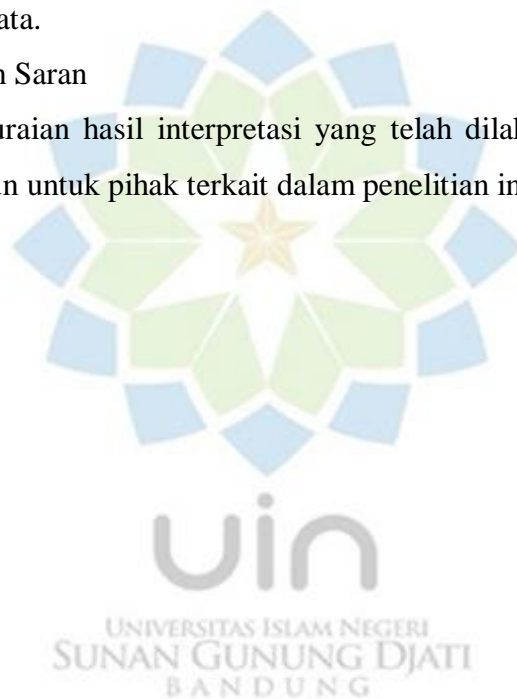 ata.
n Saran
uraian hasil interpretasi yang telah dilak
un untuk pihak terkait dalam penelitian in
uin
UNIVERSITAS ISLAM NEGERI
SUNAN GUNUNG DJATI
BANDUNG